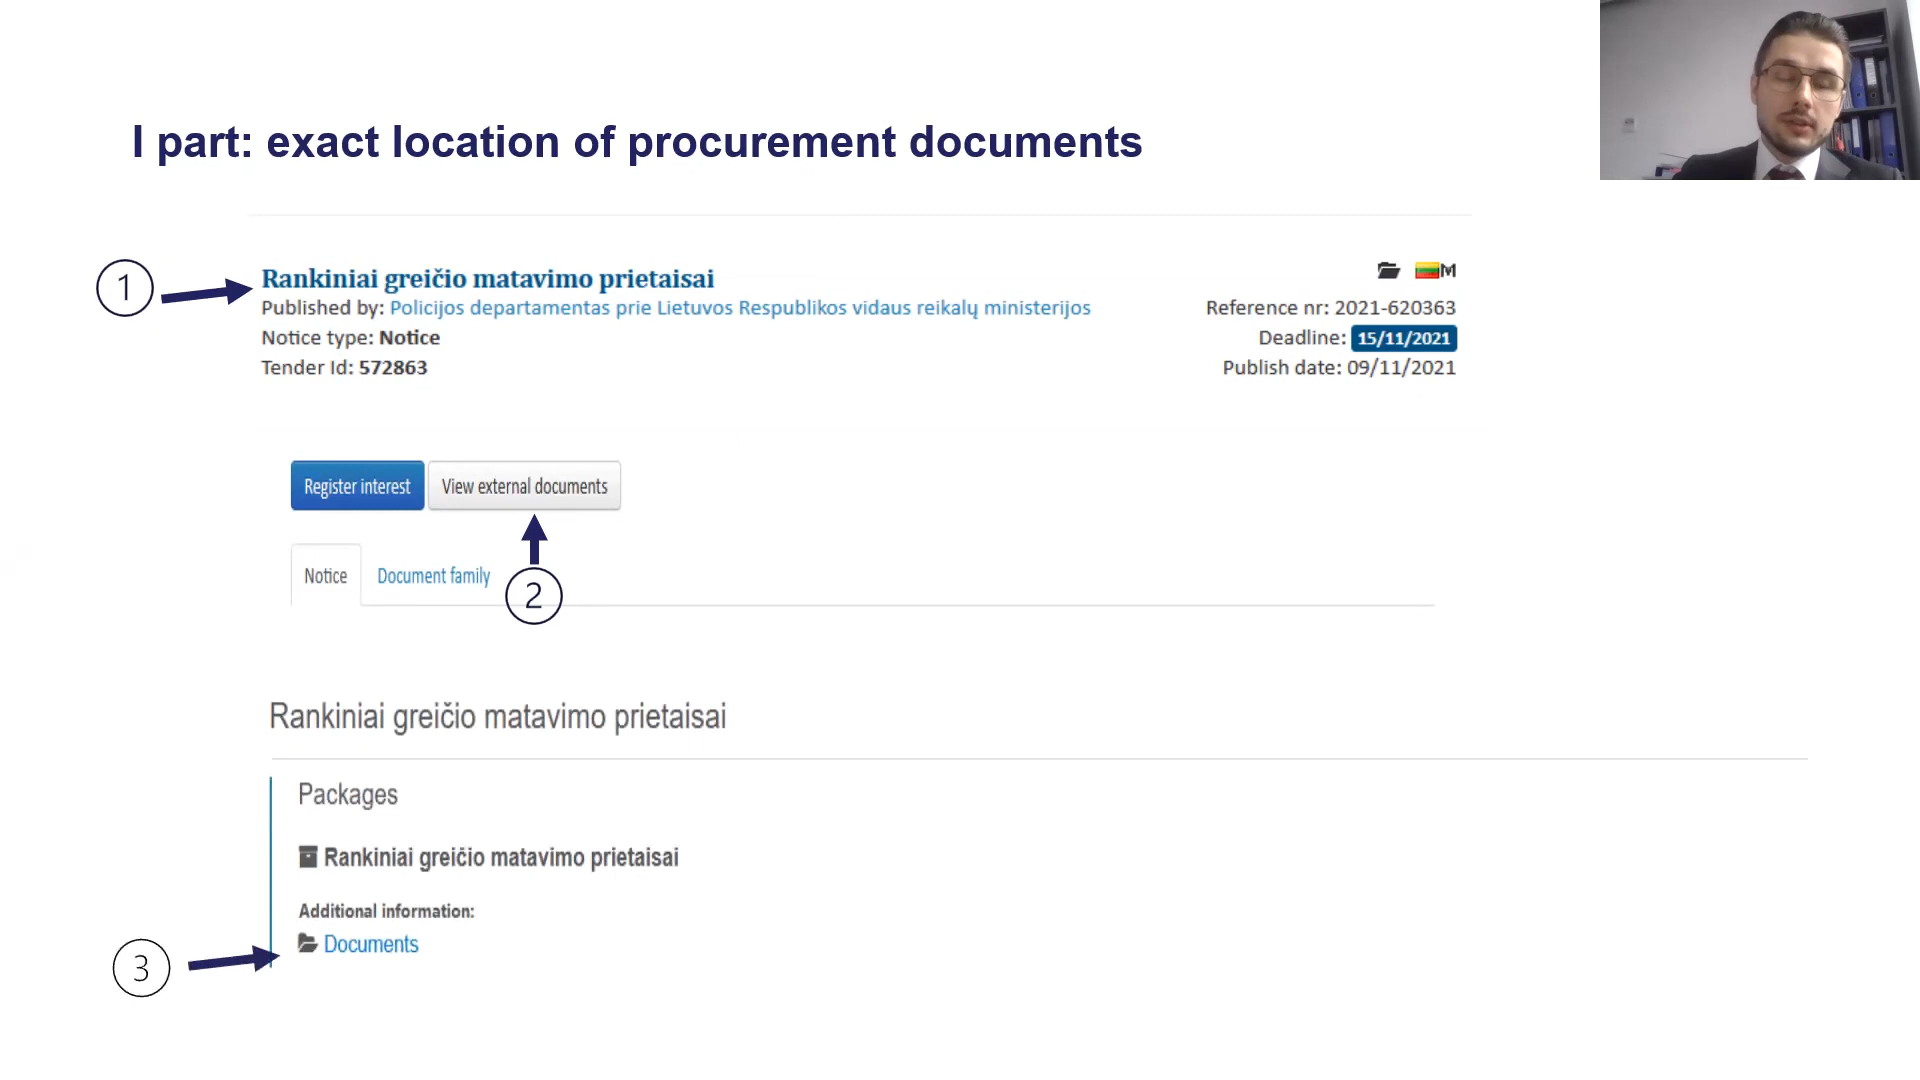 I part: exact location of procurement documents
1
Rankiniai greičio matavimo prietaisai
M
Published by: Policijos departamentas prie Lietuvos Respublikos vidaus reikalų ministerijos
Reference nr: 2021-620363
Notice type: Notice
Deadline: 15/11/2021
Tender Id: 572863
Publish date: 09/11/2021
Register interest
View external documents
Notice
Document family
2
Rankiniai greičio matavimo prietaisai
Packages
Rankiniai greičio matavimo prietaisai
Additional information:
Documents
3